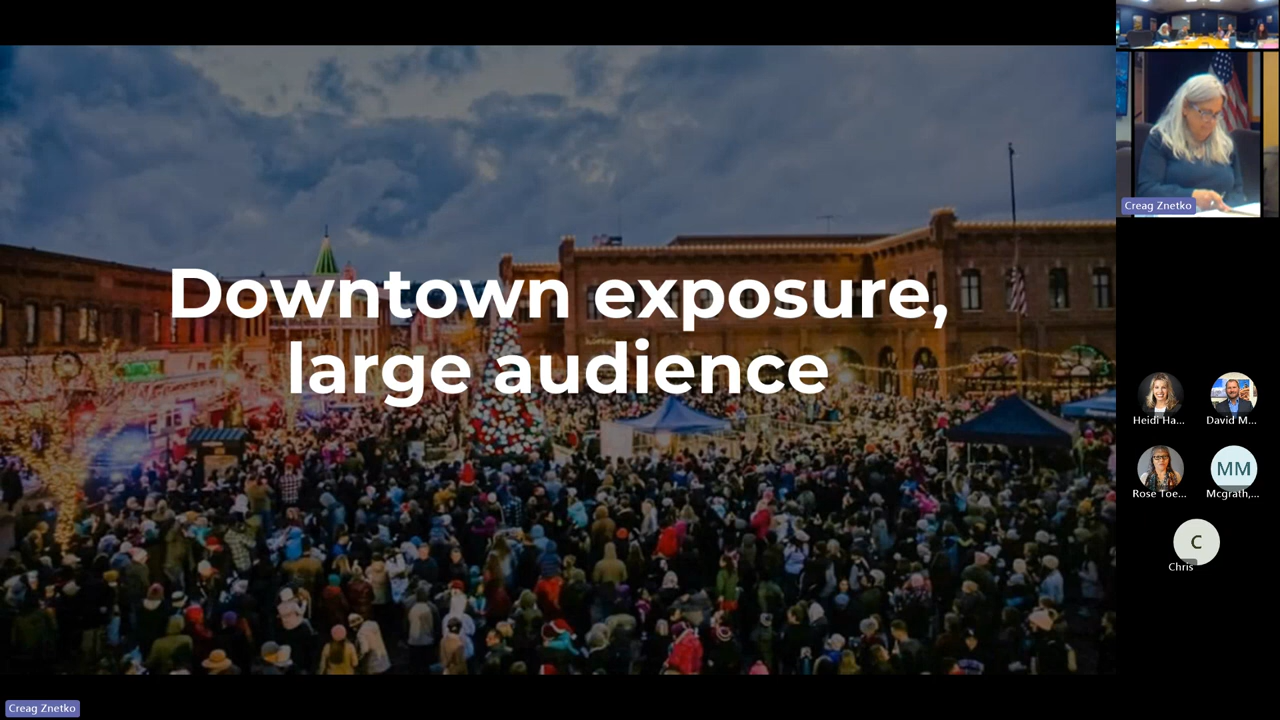 Downtown exposure,
large audience
Creag Znetko
Heidi Ha...
David M...
Rose Toe...
MM
Mcgrath,...
C
Chris
Creag Znetko